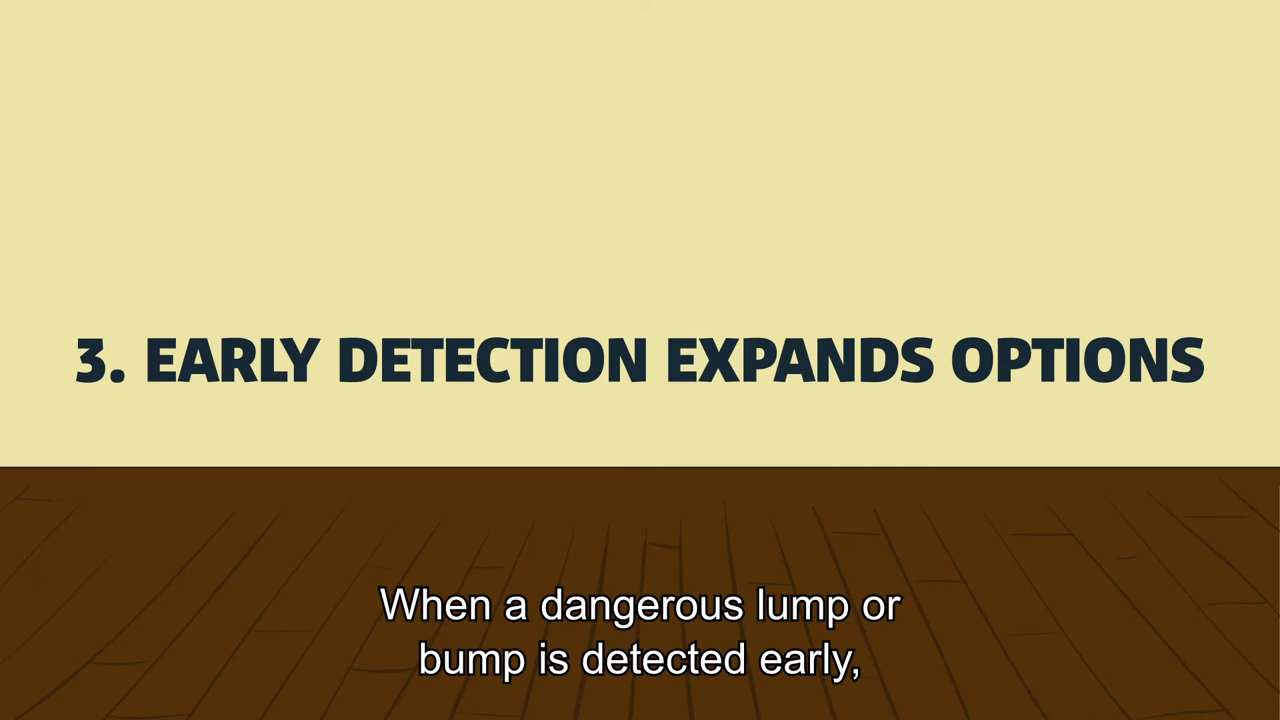 3. EARLY DETECTION EXPANDS OPTIONS
When a dangerous lump or
bump is detected early,